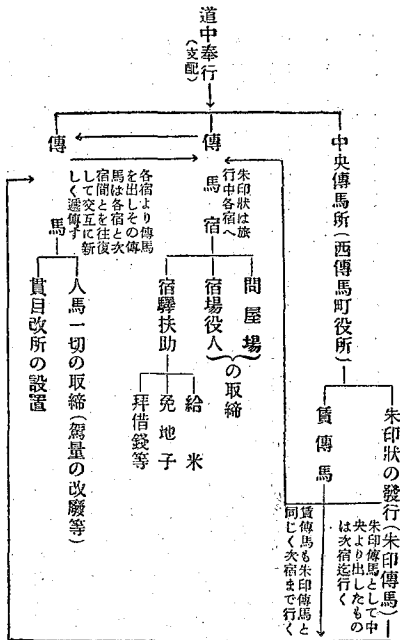 道中奉行
(支配)
中央傳馬所(西傳馬町役所)
朱印狀の發行(朱印傳馬)
朱印傳馬として中
央より出したもの
は次宿迄行く
賃傳馬
賃傳馬も朱印傳馬と
同じく次宿まで行く
傳馬宿
朱印狀は旅
行中各宿へ
問屋場
宿場役人
の取締
宿驛扶助
給米
免地子
拜借錢等
傳馬
各宿より傳馬
を出しその傳
馬は各宿と次
宿間とを往復
して交互に新
しく遞傳す
人馬一切の取締(駕量の改廢等)
貫目改所の設置